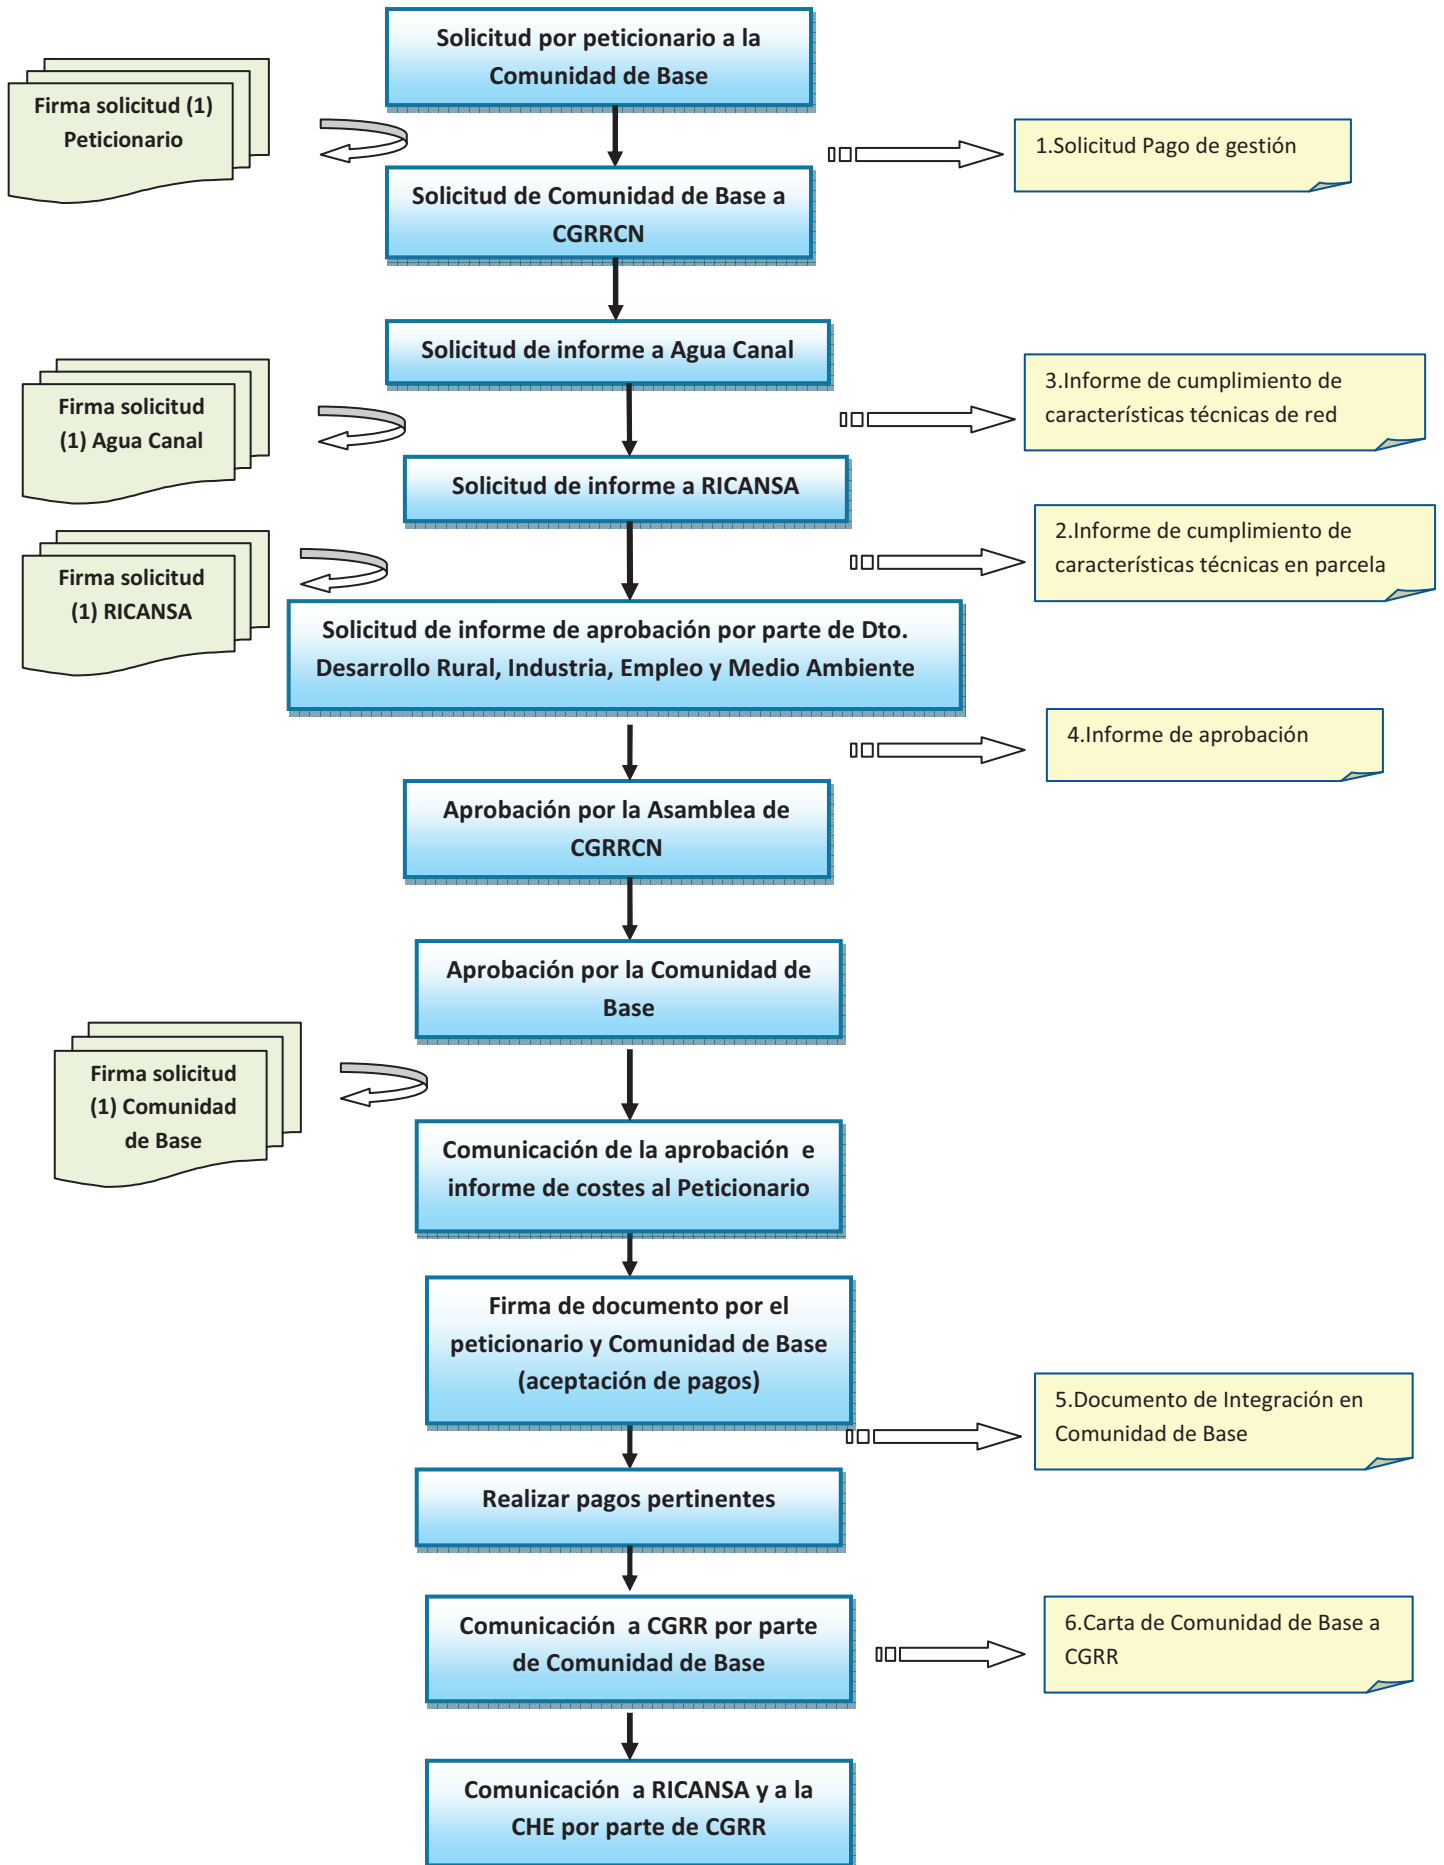 Solicitud por peticionario a la
Comunidad de Base
Firma solicitud (1)
Peticionario
1.Solicitud Pago de gestión
Solicitud de Comunidad de Base a
CGRRCN
Solicitud de informe a Agua Canal
Firma solicitud
(1) Agua Canal
3.Informe de cumplimiento de
características técnicas de red
Solicitud de informe a RICANSA
Firma solicitud
(1) RICANSA
2.Informe de cumplimiento de
características técnicas en parcela
Solicitud de informe de aprobación por parte de Dto.
Desarrollo Rural, Industria, Empleo y Medio Ambiente
4.Informe de aprobación
Aprobación por la Asamblea de
CGRRCN
Aprobación por la Comunidad de
Base
Firma solicitud
(1) Comunidad
de Base
Comunicación de la aprobación e
informe de costes al Peticionario
Firma de documento por el
peticionario y Comunidad de Base
(aceptación de pagos)
5.Documento de Integración en
Comunidad de Base
Realizar pagos pertinentes
Comunicación a CGRR por parte
de Comunidad de Base
6.Carta de Comunidad de Base a
CGRR
Comunicación a RICANSA y a la
CHE por parte de CGRR